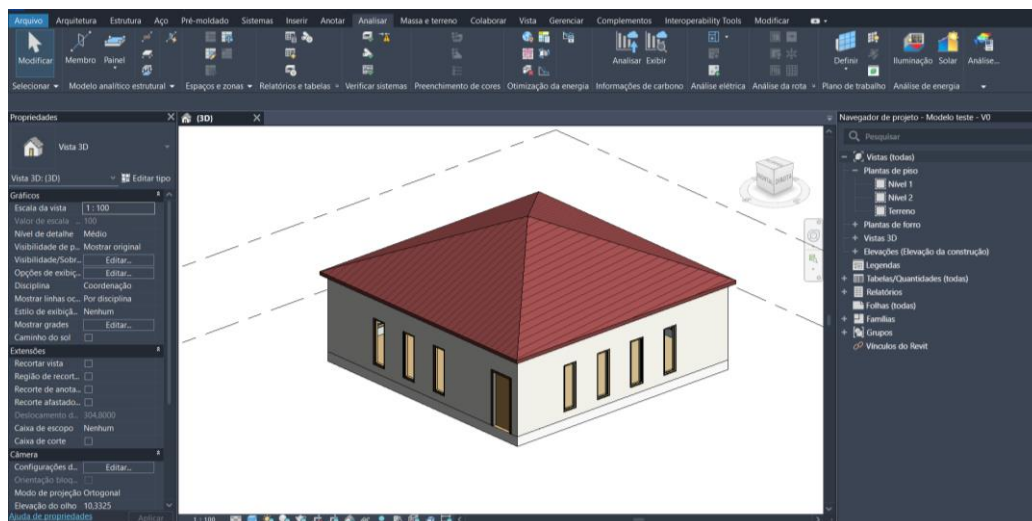 Arquivo Arquitetura Estrutura Aço Pré-moldado Sistemas Inserir Anotar Analisar Massa e terreno Colaborar Vista Gerenciar Complementos Interoperability Tools Modificar
Modificar Membro Painel Analisar Exibir Definir Iluminação Solar Análise...
Selecionar Modelo analítico estrutural Espaços e zonas Relatórios e tabelas Verificar sistemas Preenchimento de cores Otimização da energia Informações de carbono Análise elétrica Análise da rota Plano de trabalho Análise de energia
Propriedades
Vista 3D
Vista 3D: {3D} Editar tipo
Gráficos
Escala da vista 1 : 100
Valor de escala ... 100
Nível de detalhe Médio
Visibilidade de p... Mostrar original
Visibilidade/Sobr... Editar...
Opções de exibiç... Editar...
Disciplina Coordenação
Mostrar linhas oc... Por disciplina
Estilo de exibiçã... Nenhum
Mostrar grades Editar...
Caminho do sol
Extensões
Recortar vista
Região de recort...
Recorte de anota...
Recorte afastado...
Deslocamento d... 304,8000
Caixa de escopo Nenhum
Caixa de corte
Câmera
Configurações d... Editar...
Orientação bloq...
Modo de projeção Ortogonal
Elevação do olho 10,3325
Ajuda de propriedades Aplicar
{3D}
1 : 100
Navegador de projeto - Modelo teste - V0
Pesquisar
Vistas (todas)
Plantas de piso
Nível 1
Nível 2
Terreno
Plantas de forro
Vistas 3D
Elevações (Elevação da construção)
Legendas
Tabelas/Quantidades (todas)
Relatórios
Folhas (todas)
Famílias
Grupos
Vínculos do Revit